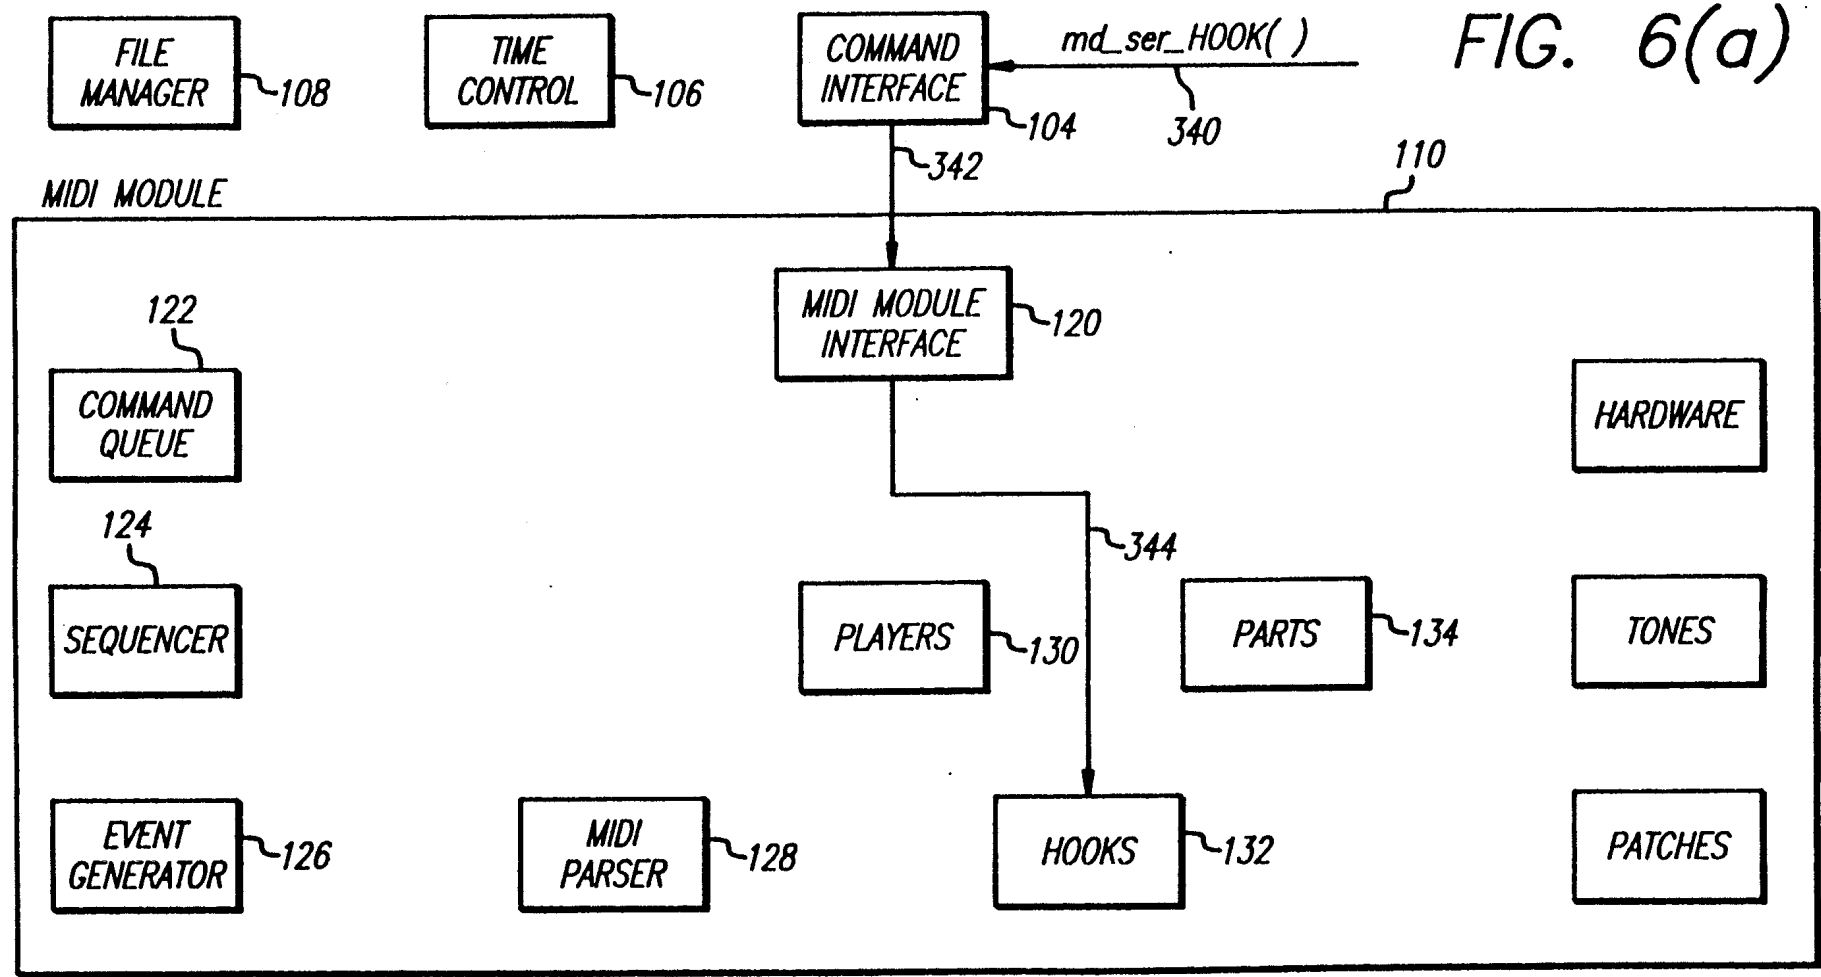 FIG. 6(a)
FILE
MANAGER
108
TIME
CONTROL
106
COMMAND
INTERFACE
104
md_ser_HOOK( )
340
342
110
MIDI MODULE
MIDI MODULE
INTERFACE
120
122
COMMAND
QUEUE
HARDWARE
124
SEQUENCER
344
PLAYERS
130
PARTS
134
TONES
EVENT
GENERATOR
126
MIDI
PARSER
128
HOOKS
132
PATCHES